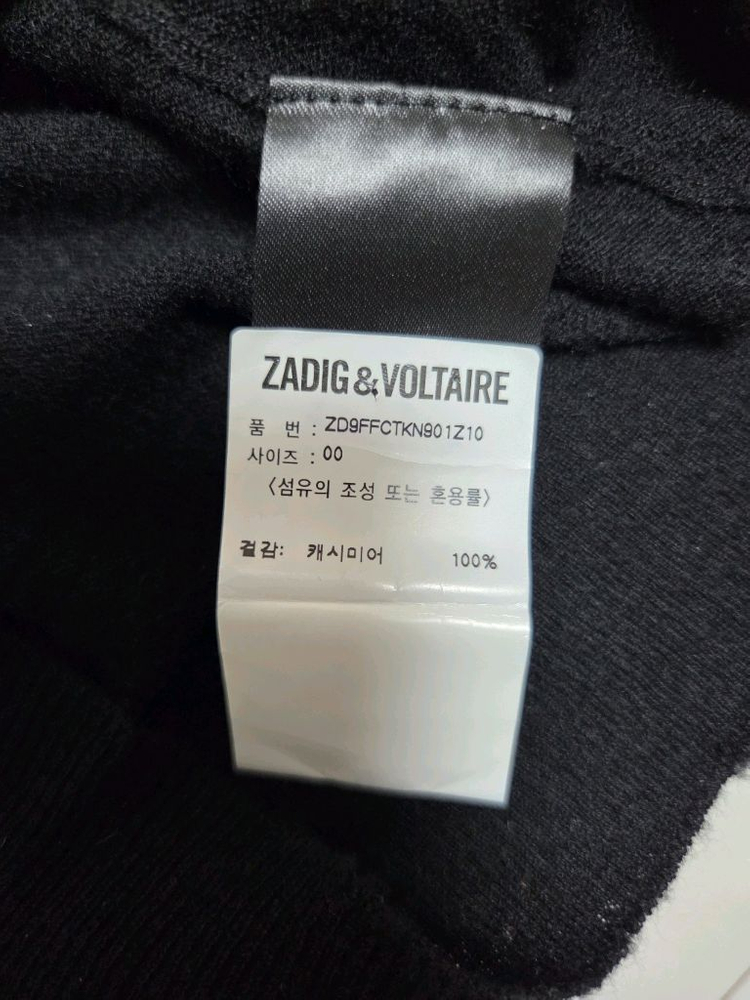 ZADIG&VOLTAIRE
품 번 : ZD9FFCTKN901Z10
사이즈 : 00
<섬유의 조성 또는 혼용률>
겉감: 캐시미어 100%